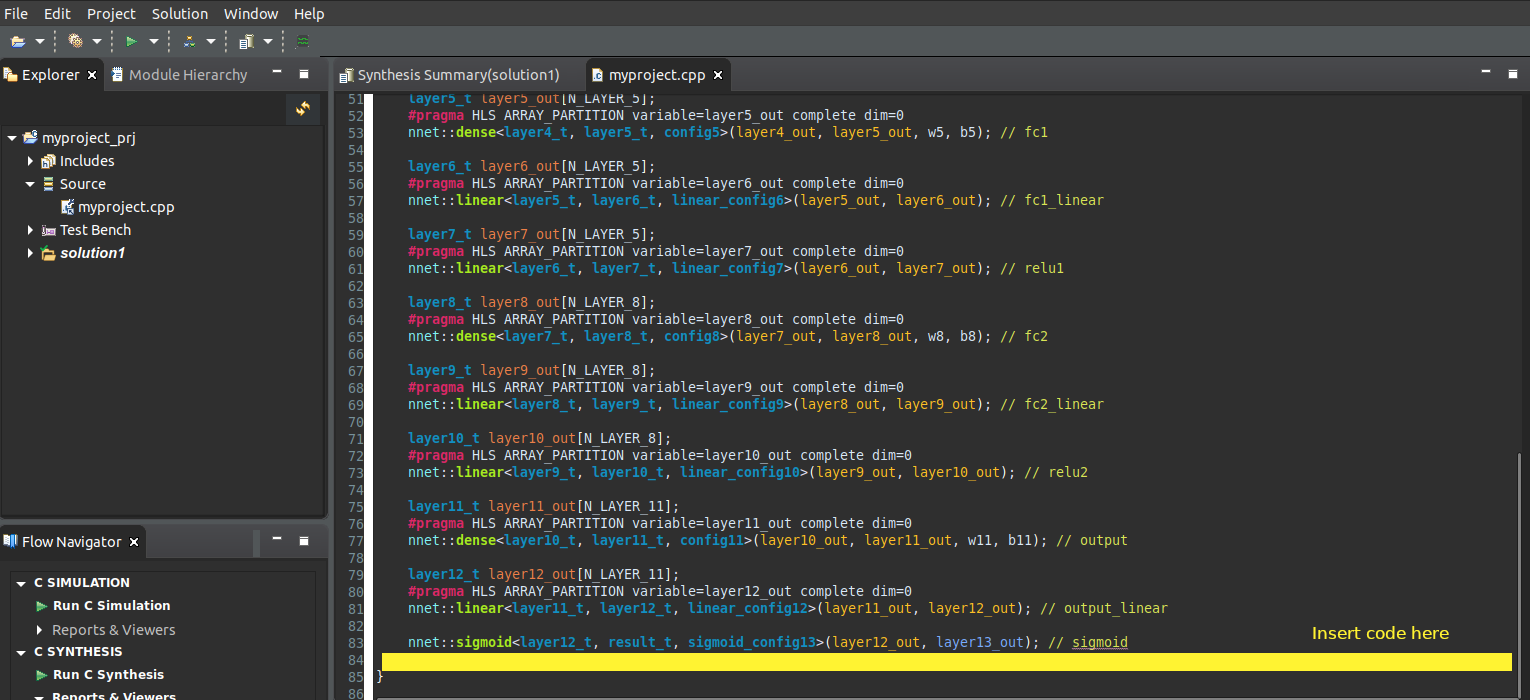 File Edit Project Solution Window Help
Explorer Module Hierarchy
myproject_prj
Includes
Source
myproject.cpp
Test Bench
solution1
Flow Navigator
C SIMULATION
Run C Simulation
Reports & Viewers
C SYNTHESIS
Run C Synthesis
Reports & Viewers
Synthesis Summary(solution1) myproject.cpp
51 layer5_t layer5_out[N_LAYER_5];
52 #pragma HLS ARRAY_PARTITION variable=layer5_out complete dim=0
53 nnet::dense<layer4_t, layer5_t, config5>(layer4_out, layer5_out, w5, b5); // fc1
54
55 layer6_t layer6_out[N_LAYER_5];
56 #pragma HLS ARRAY_PARTITION variable=layer6_out complete dim=0
57 nnet::linear<layer5_t, layer6_t, linear_config6>(layer5_out, layer6_out); // fc1_linear
58
59 layer7_t layer7_out[N_LAYER_5];
60 #pragma HLS ARRAY_PARTITION variable=layer7_out complete dim=0
61 nnet::linear<layer6_t, layer7_t, linear_config7>(layer6_out, layer7_out); // relu1
62
63 layer8_t layer8_out[N_LAYER_8];
64 #pragma HLS ARRAY_PARTITION variable=layer8_out complete dim=0
65 nnet::dense<layer7_t, layer8_t, config8>(layer7_out, layer8_out, w8, b8); // fc2
66
67 layer9_t layer9_out[N_LAYER_8];
68 #pragma HLS ARRAY_PARTITION variable=layer9_out complete dim=0
69 nnet::linear<layer8_t, layer9_t, linear_config9>(layer8_out, layer9_out); // fc2_linear
70
71 layer10_t layer10_out[N_LAYER_8];
72 #pragma HLS ARRAY_PARTITION variable=layer10_out complete dim=0
73 nnet::linear<layer9_t, layer10_t, linear_config10>(layer9_out, layer10_out); // relu2
74
75 layer11_t layer11_out[N_LAYER_11];
76 #pragma HLS ARRAY_PARTITION variable=layer11_out complete dim=0
77 nnet::dense<layer10_t, layer11_t, config11>(layer10_out, layer11_out, w11, b11); // output
78
79 layer12_t layer12_out[N_LAYER_11];
80 #pragma HLS ARRAY_PARTITION variable=layer12_out complete dim=0
81 nnet::linear<layer11_t, layer12_t, linear_config12>(layer11_out, layer12_out); // output_linear
82
83 nnet::sigmoid<layer12_t, result_t, sigmoid_config13>(layer12_out, layer13_out); // sigmoid
Insert code here
84
85 }
86